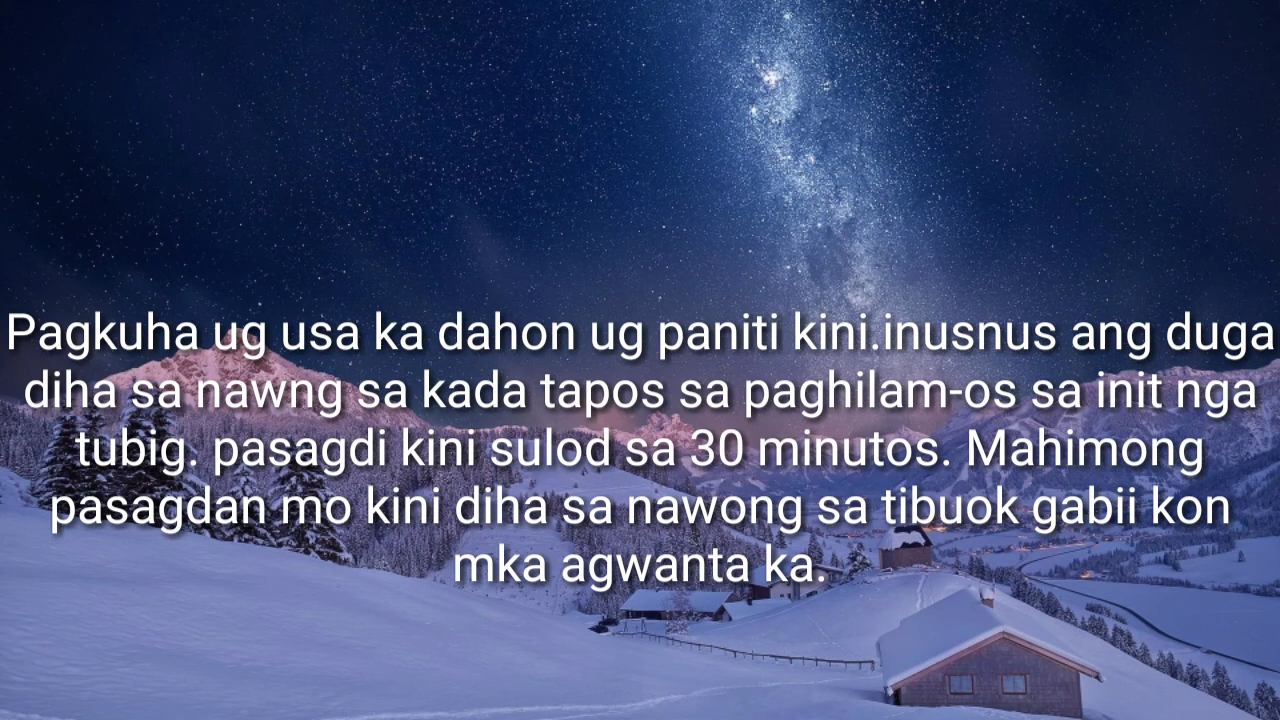 Pagkuha ug usa ka dahon ug paniti kini.inusnus ang duga
diha sa nawng sa kada tapos sa paghilam-os sa init nga
tubig. pasagdi kini sulod sa 30 minutos. Mahimong
pasagdan mo kini diha sa nawong sa tibuok gabii kon
mka agwanta ka.